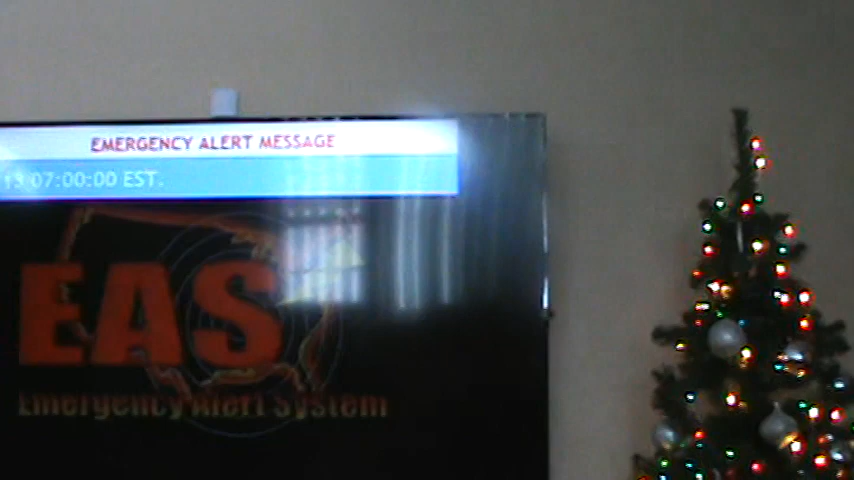 EMERGENCY ALERT MESSAGE
13 07:00:00 EST.
EAS
Emergency Alert System